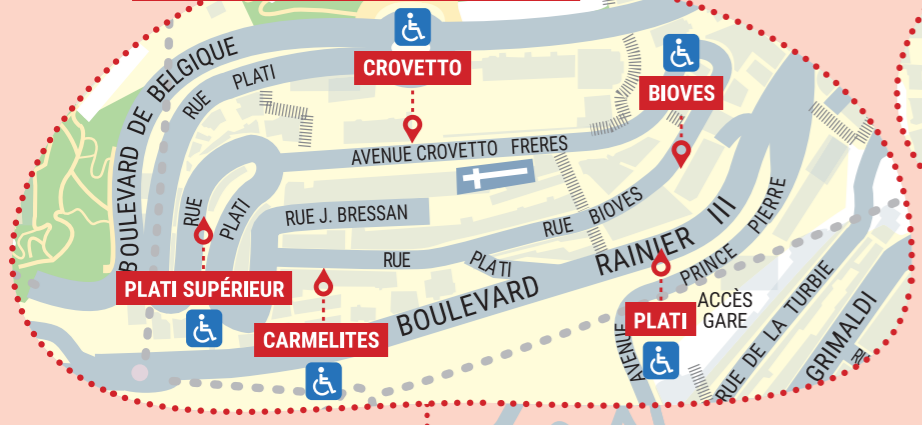 BOULEVARD DE BELGIQUE
RUE PLATI
CROVETTO
BIOVES
AVENUE CROVETTO FRERES
RUE PLATI
RUE J. BRESSAN
RUE BIOVES
RUE PLATI
BOULEVARD RAINIER III
PRINCE PIERRE
AVENUE
PLATI SUPÉRIEUR
CARMELITES
PLATI
ACCÈS
GARE
RUE DE LA TURBIE
GRIMALDI